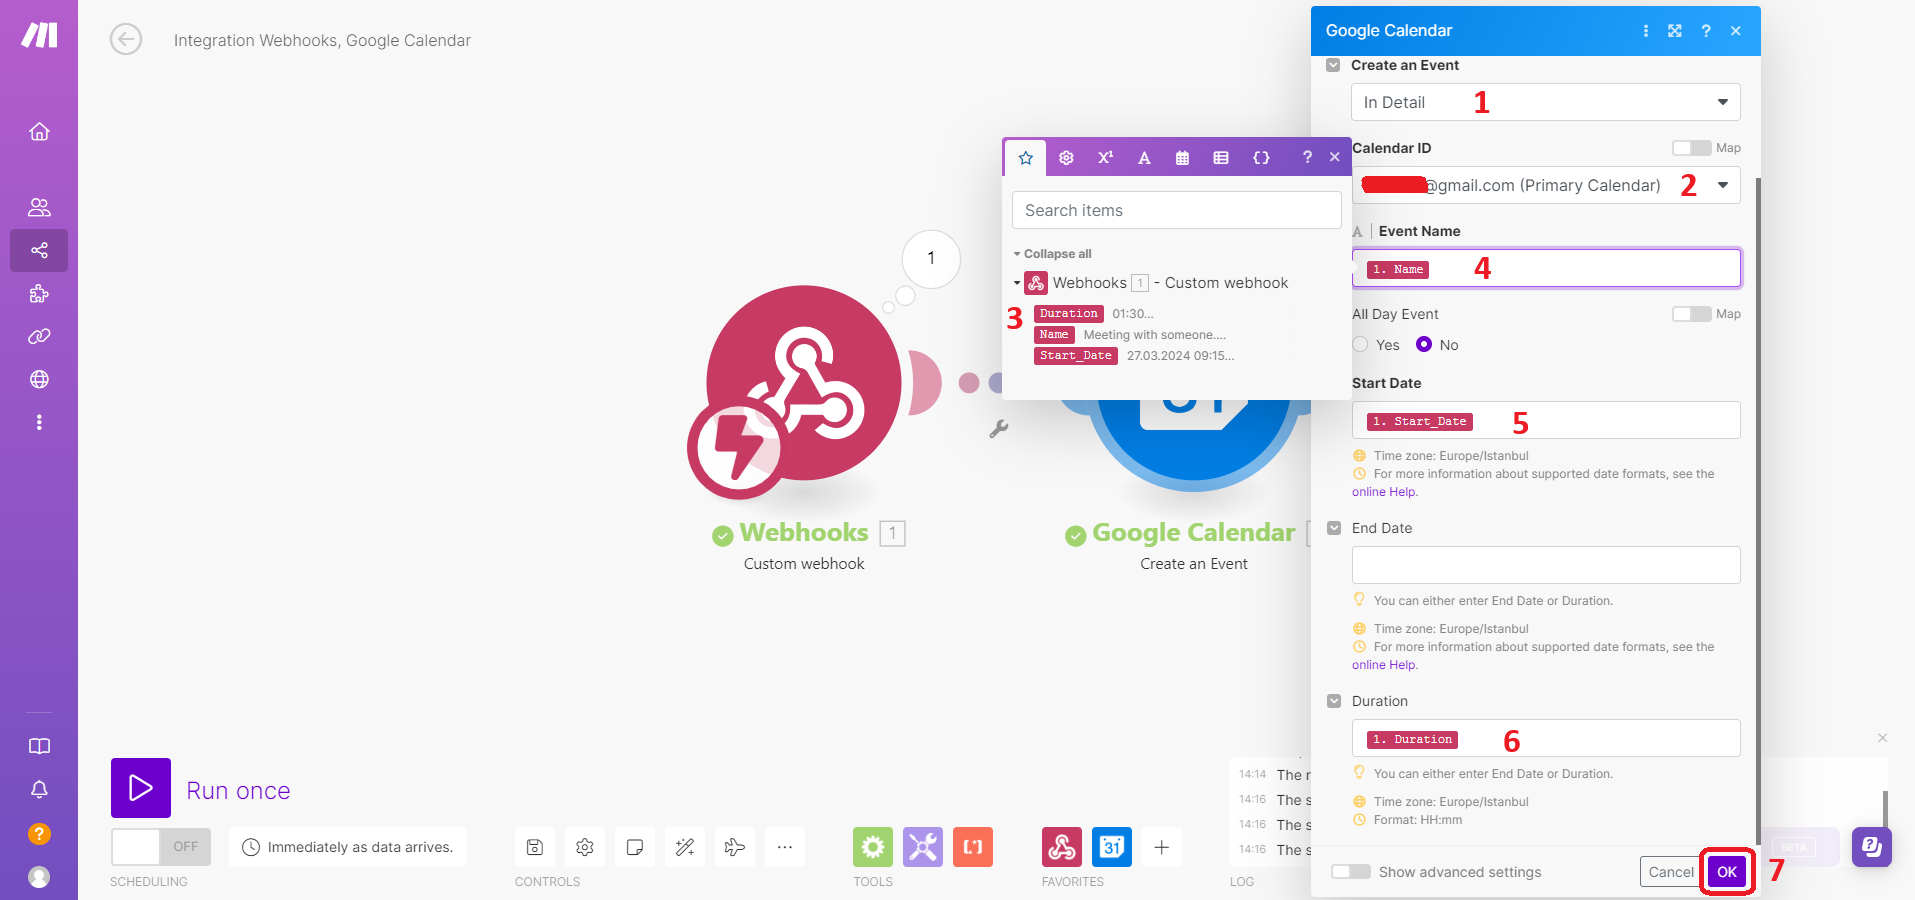 Integration Webhooks, Google Calendar
1
Webhooks 1
Custom webhook
Google Calendar
Create an Event
Search items
Collapse all
Webhooks 1 - Custom webhook
3
Duration 01:30...
Name Meeting with someone....
Start_Date 27.03.2024 09:15...
Google Calendar
Create an Event
In Detail 1
Calendar ID Map
@gmail.com (Primary Calendar) 2
A Event Name
1. Name 4
All Day Event Map
Yes No
Start Date
1. Start_Date 5
Time zone: Europe/Istanbul
For more information about supported date formats, see the
online Help.
End Date
You can either enter End Date or Duration.
Time zone: Europe/Istanbul
For more information about supported date formats, see the
online Help.
Duration
1. Duration 6
You can either enter End Date or Duration.
Time zone: Europe/Istanbul
Format: HH:mm
Show advanced settings Cancel OK 7
Run once
OFF Immediately as data arrives.
SCHEDULING
CONTROLS
TOOLS
31
FAVORITES
14:14 The
14:16 The s
14:16 The s
14:16 The s
LOG
BETA